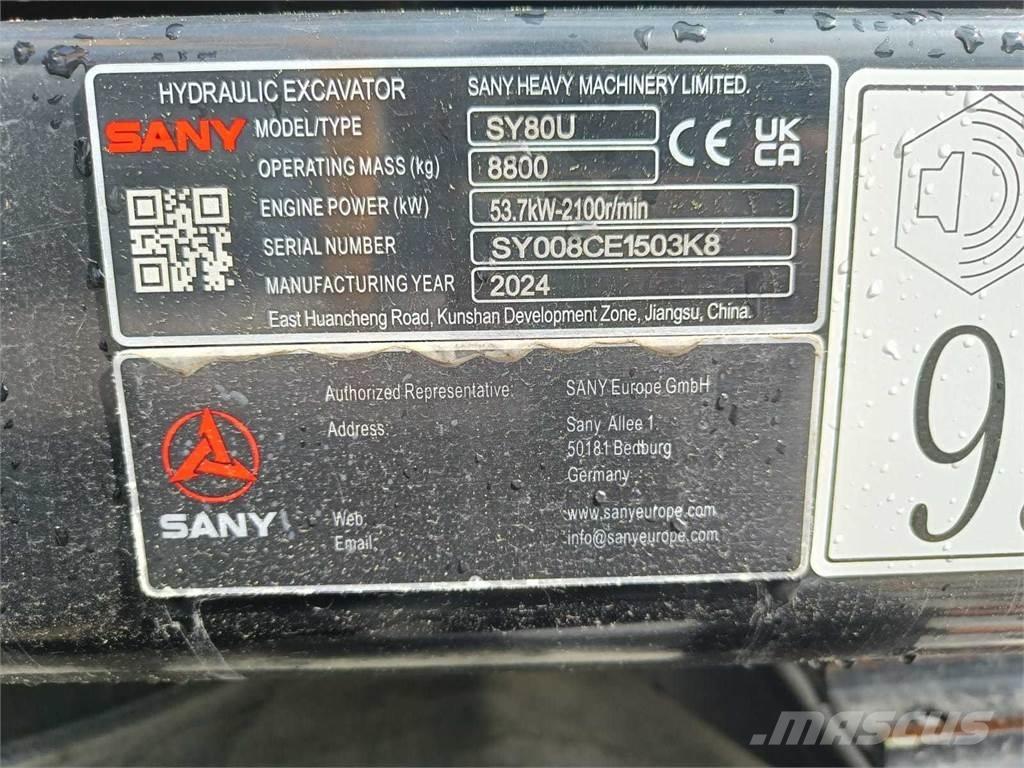 HYDRAULIC EXCAVATOR SANY HEAVY MACHINERY LIMITED.
SANY MODEL/TYPE SY80U CE UK CA
OPERATING MASS (kg) 8800
ENGINE POWER (kW) 53.7kW-2100r/min
SERIAL NUMBER SY008CE1503K8
MANUFACTURING YEAR 2024
East Huancheng Road, Kunshan Development Zone, Jiangsu, China.
Authorized Representative: SANY Europe GmbH
Address: Sany Allee 1.
50181 Bedburg
Germany
SANY
Web: www.sanyeurope.com
Email: info@sanyeurope.com
9
MASCUS